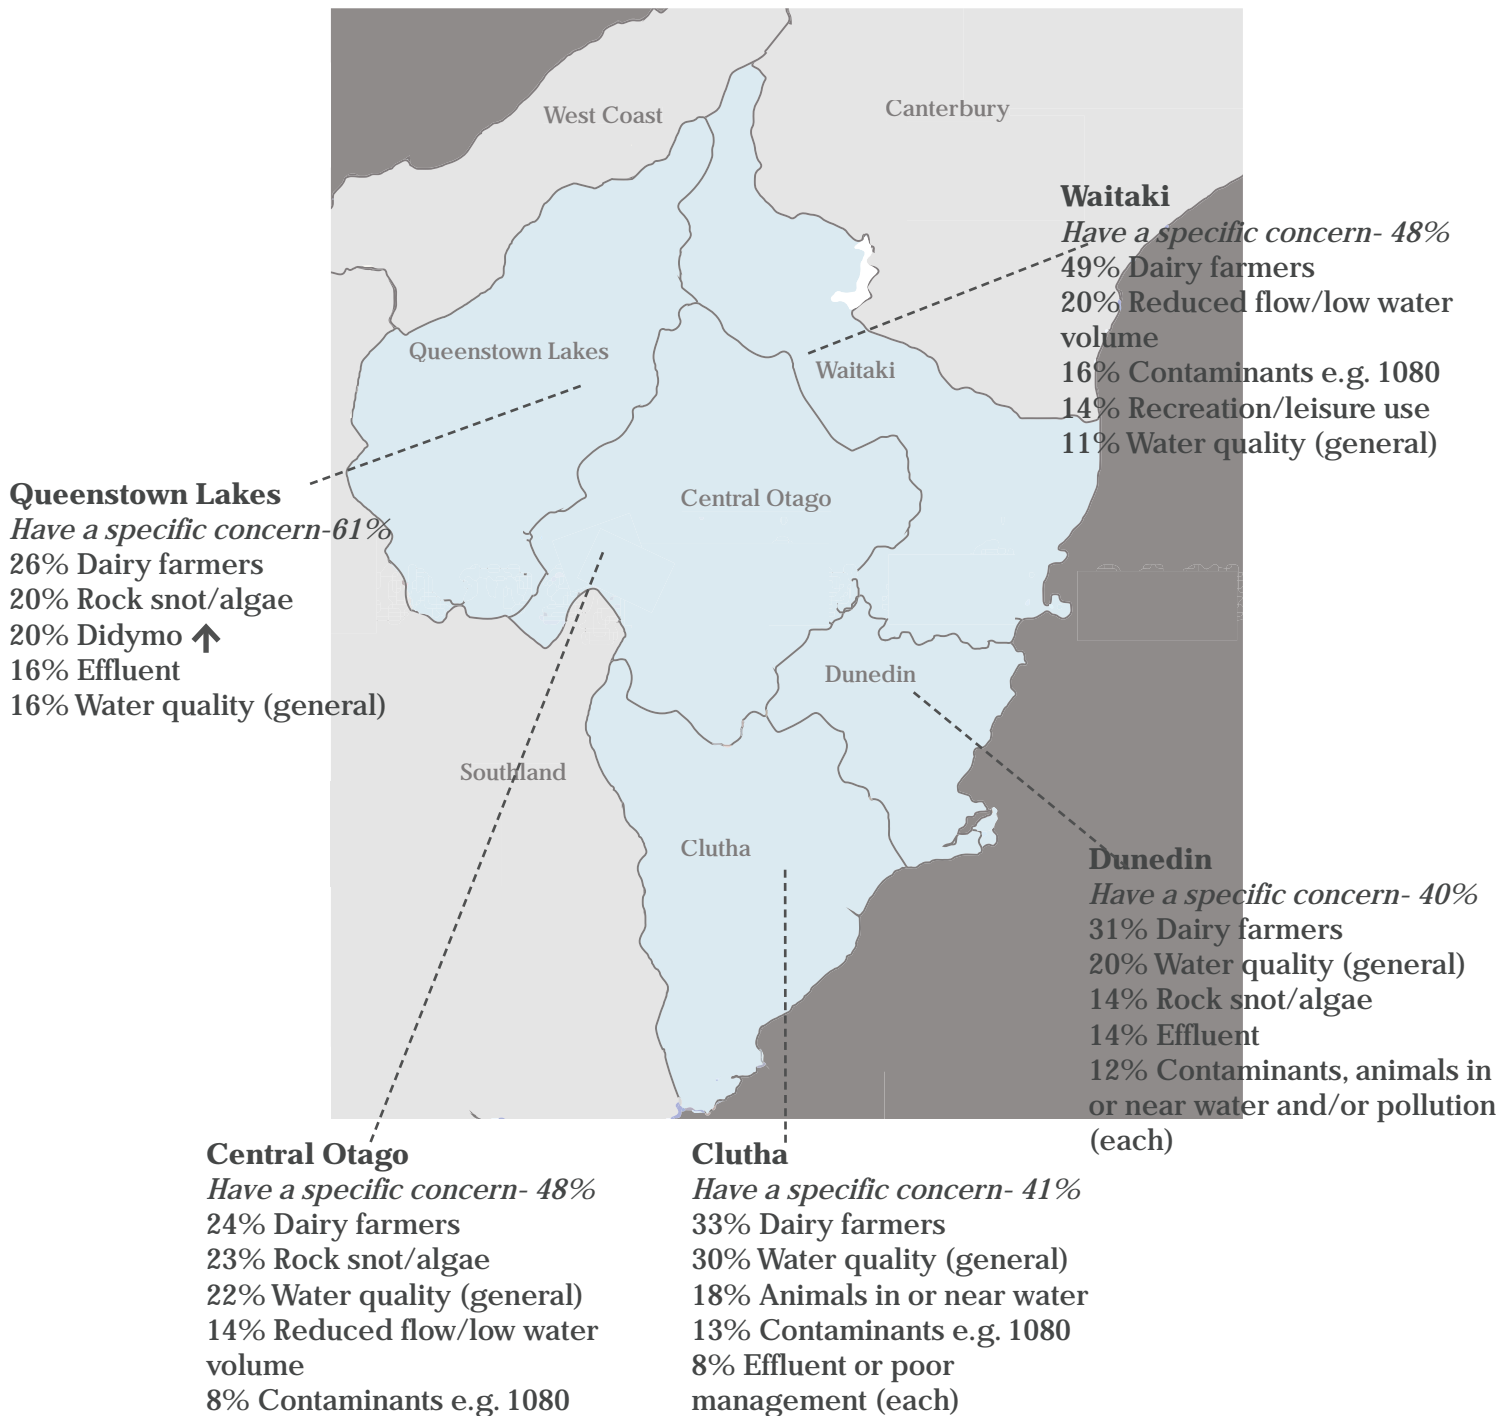 West Coast
Canterbury
Queenstown Lakes
Waitaki
Central Otago
Dunedin
Southland
Clutha
Waitaki
Have a specific concern- 48%
49% Dairy farmers
20% Reduced flow/low water
volume
16% Contaminants e.g. 1080
14% Recreation/leisure use
11% Water quality (general)
Queenstown Lakes
Have a specific concern-61%
26% Dairy farmers
20% Rock snot/algae
20% Didymo ↑
16% Effluent
16% Water quality (general)
Dunedin
Have a specific concern- 40%
31% Dairy farmers
20% Water quality (general)
14% Rock snot/algae
14% Effluent
12% Contaminants, animals in
or near water and/or pollution
(each)
Central Otago
Have a specific concern- 48%
24% Dairy farmers
23% Rock snot/algae
22% Water quality (general)
14% Reduced flow/low water
volume
8% Contaminants e.g. 1080
Clutha
Have a specific concern- 41%
33% Dairy farmers
30% Water quality (general)
18% Animals in or near water
13% Contaminants e.g. 1080
8% Effluent or poor
management (each)